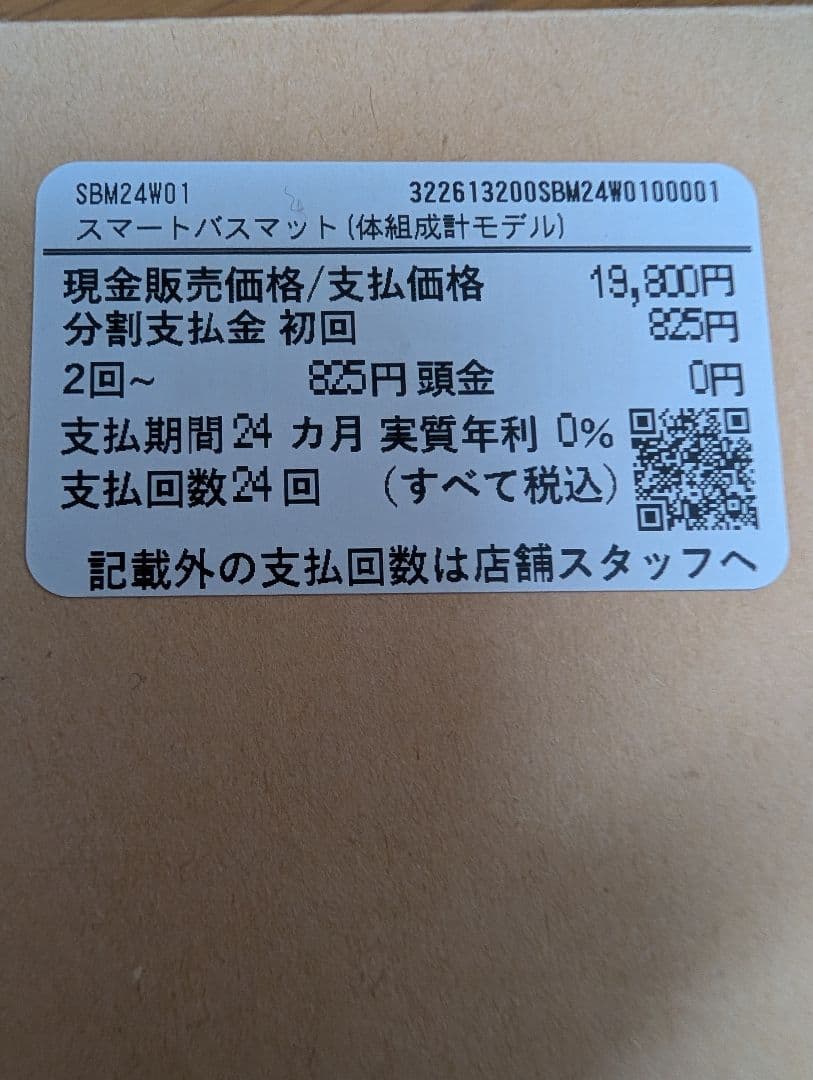 SBM24W01 322613200SBM24W0100001
スマートバスマット(体組成計モデル)
現金販売価格/支払価格 19,800円
分割支払金 初回 825円
2回~ 825円 頭金 0円
支払期間24カ月 実質年利 0%
支払回数24回 (すべて税込)
記載外の支払回数は店舗スタッフへ